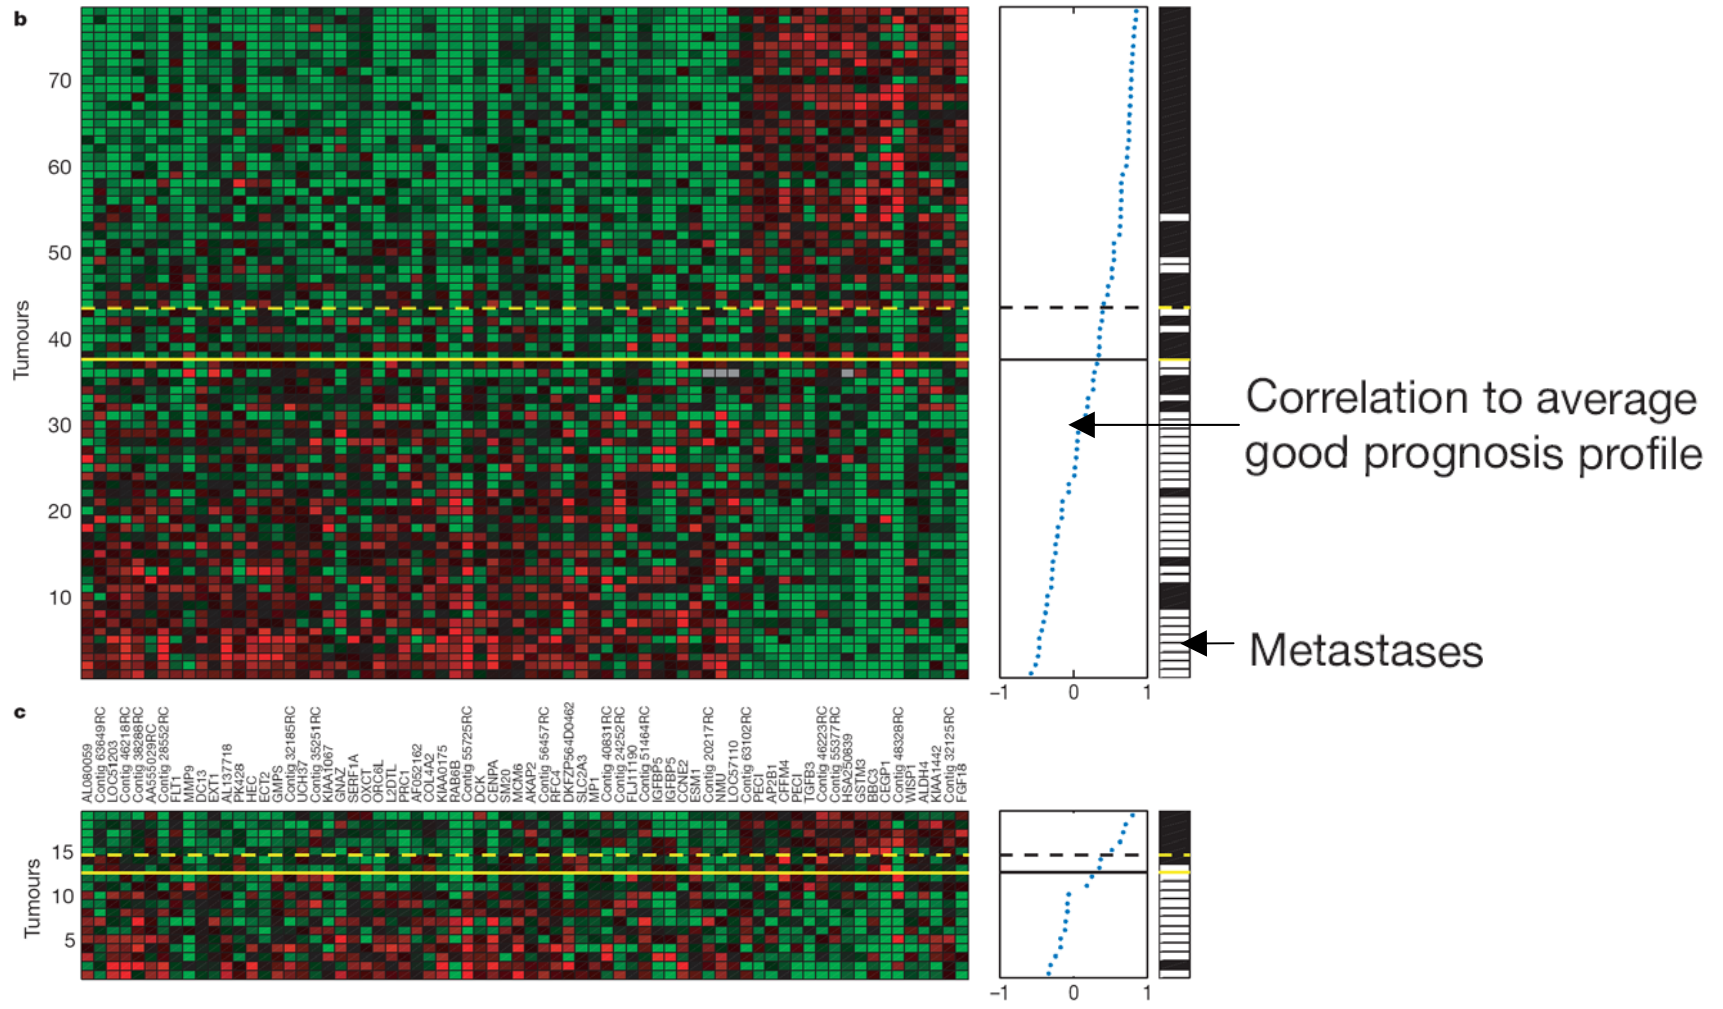 b
70
60
50
40
30
20
10
Tumours
Correlation to average
good prognosis profile
Metastases
−1 0 1
c
AL080059
Contig 63649RC
LOC51203
Contig 46218RC
Contig 38288RC
AA555029RC
Contig 28552RC
FLT1
MMP9
DC13
EXT1
AL137718
PK428
HEC
ECT2
GMPS
Contig 32185RC
UCH37
Contig 35251RC
KIAA1067
GNAZ
SERF1A
OXCT
ORC6L
L2DTL
PRC1
AF052162
COL4A2
KIAA0175
RAB6B
Contig 55725RC
DCK
CENPA
SM20
MCM6
AKAP2
Contig 56457RC
RFC4
DKFZP564D0462
SLC2A3
MP1
Contig 40831RC
Contig 24252RC
FLJ11190
Contig 51464RC
IGFBP5
IGFBP5
CCNE2
ESM1
Contig 20217RC
NMU
LOC57110
Contig 63102RC
PECI
AP2B1
CFFM4
PECI
TGFB3
Contig 46223RC
Contig 55377RC
HSA250839
GSTM3
BBC3
CEGP1
Contig 48328RC
WISP1
ALDH4
KIAA1442
Contig 32125RC
FGF18
15
10
5
Tumours
−1 0 1